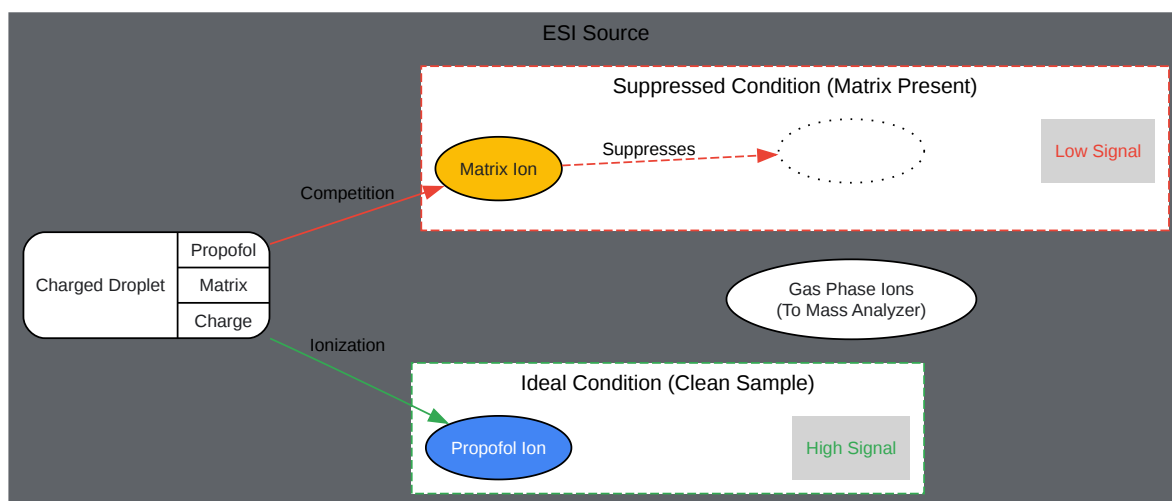 ESI Source
Suppressed Condition (Matrix Present)
Matrix Ion
Suppresses
Low Signal
Competition
Charged Droplet
Propofol
Matrix
Charge
Gas Phase Ions
(To Mass Analyzer)
Ionization
Ideal Condition (Clean Sample)
Propofol Ion
High Signal